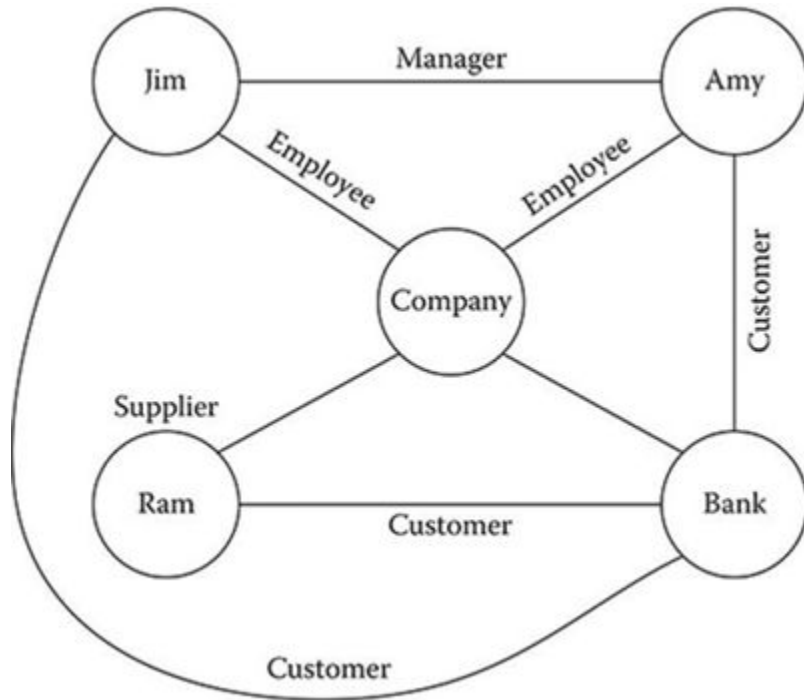 Manager
Jim
Amy
Employee
Employee
Customer
Company
Supplier
Ram
Customer
Bank
Customer